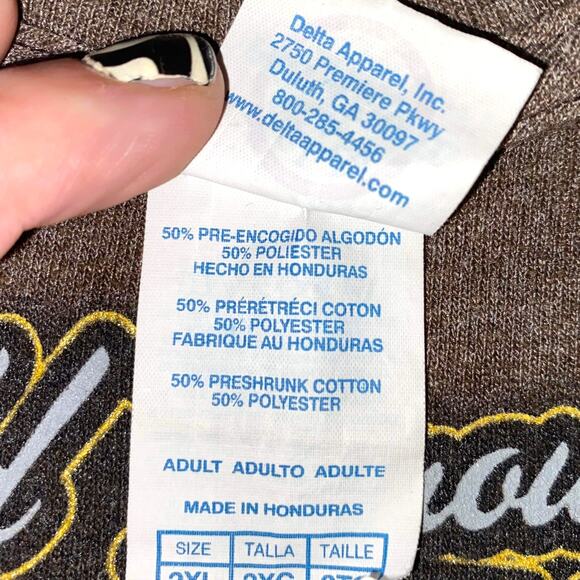 Delta Apparel, Inc.
2750 Premiere Pkwy
Duluth, GA 30097
800-285-4456
www.deltaapparel.com
50% PRE-ENCOGIDO ALGODÓN
50% POLIESTER
HECHO EN HONDURAS
50% PRÉRÉTRÉCI COTON
50% POLYESTER
FABRIQUE AU HONDURAS
50% PRESHRUNK COTTON
50% POLYESTER
ADULT ADULTO ADULTE
MADE IN HONDURAS
SIZE TALLA TAILLE
2XL 2XG